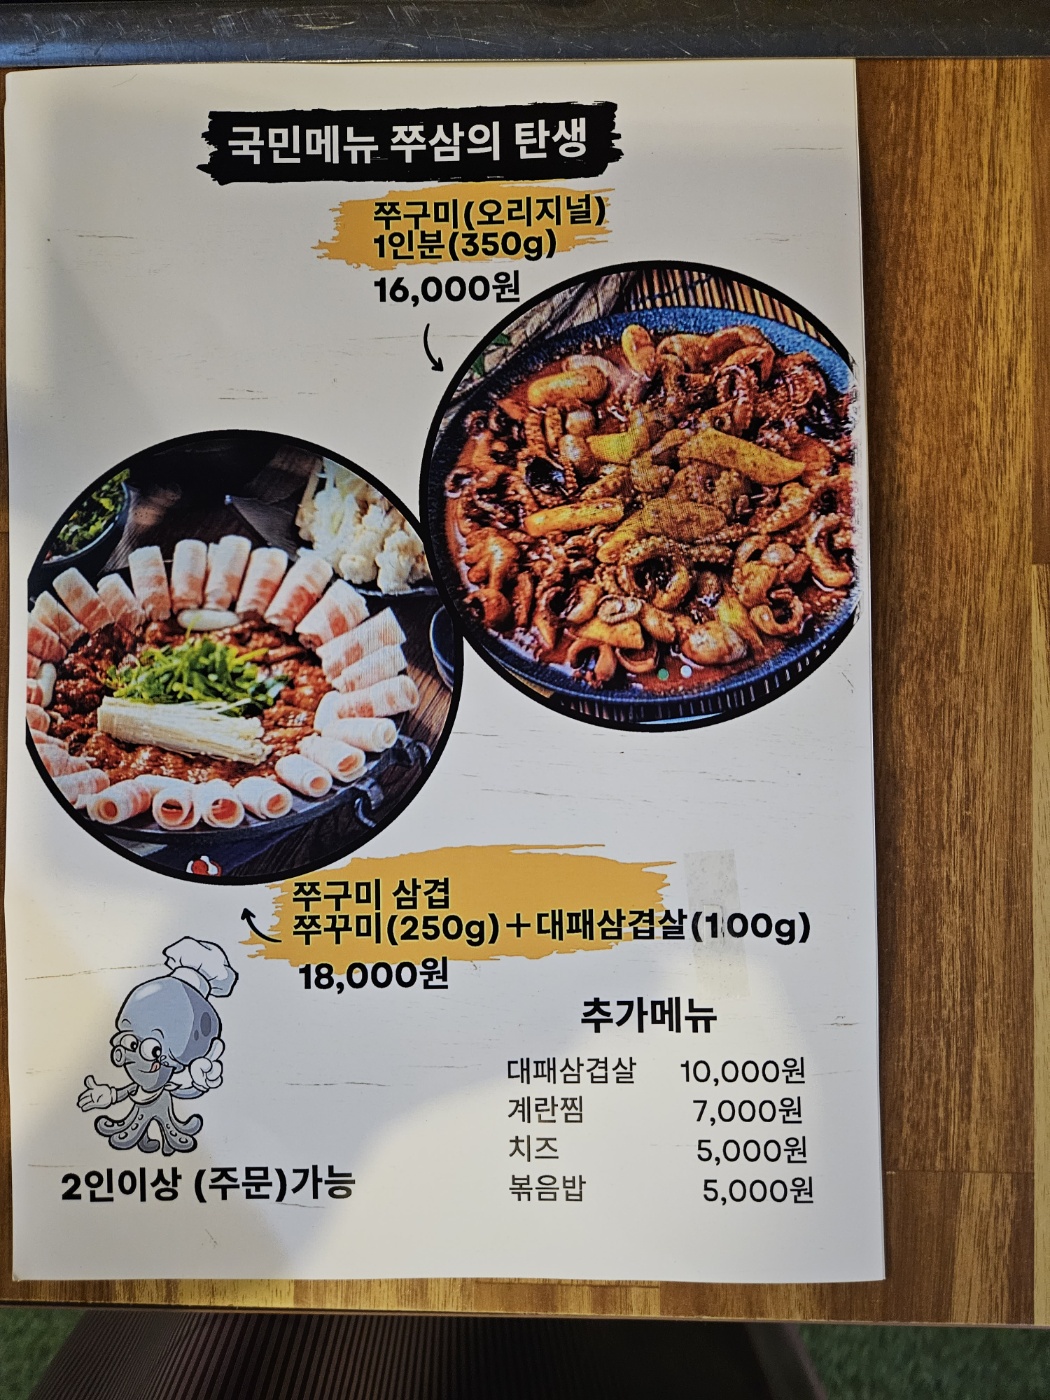 국민메뉴 쭈삼의 탄생
쭈구미(오리지널)
1인분(350g)
16,000원
쭈구미 삼겹
쭈꾸미(250g)+대패삼겹살(100g)
18,000원
추가메뉴
대패삼겹살 10,000원
계란찜 7,000원
치즈 5,000원
볶음밥 5,000원
2인이상 (주문)가능